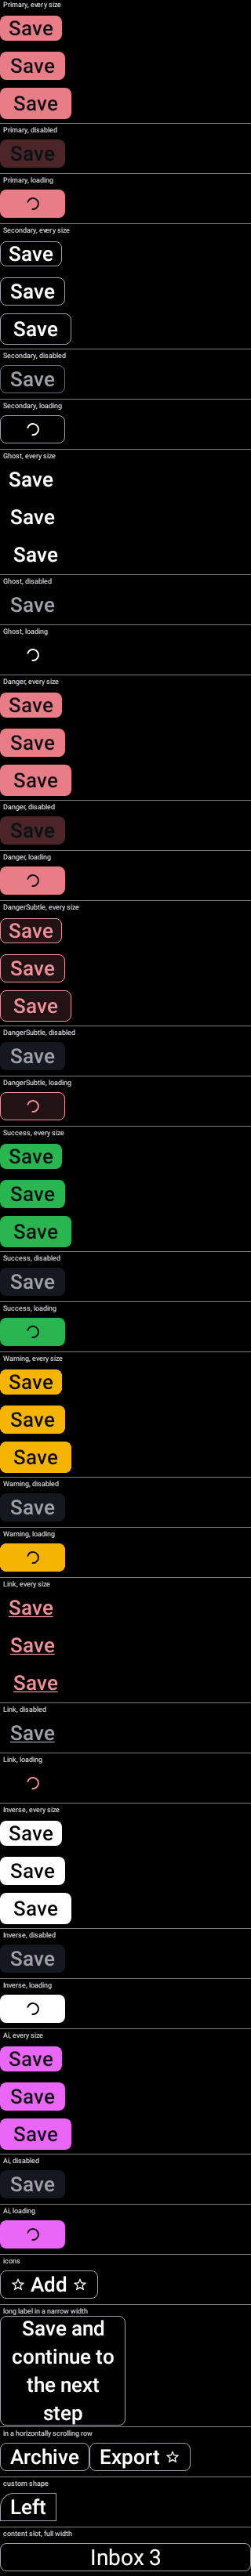 Primary, every size
Save
Save
Save
Primary, disabled
Save
Primary, loading
Secondary, every size
Save
Save
Save
Secondary, disabled
Save
Secondary, loading
Ghost, every size
Save
Save
Save
Ghost, disabled
Save
Ghost, loading
Danger, every size
Save
Save
Save
Danger, disabled
Save
Danger, loading
DangerSubtle, every size
Save
Save
Save
DangerSubtle, disabled
Save
DangerSubtle, loading
Success, every size
Save
Save
Save
Success, disabled
Save
Success, loading
Warning, every size
Save
Save
Save
Warning, disabled
Save
Warning, loading
Link, every size
Save
Save
Save
Link, disabled
Save
Link, loading
Inverse, every size
Save
Save
Save
Inverse, disabled
Save
Inverse, loading
Ai, every size
Save
Save
Save
Ai, disabled
Save
Ai, loading
icons
Add
long label in a narrow width
Save and
continue to
the next
step
in a horizontally scrolling row
Archive Export
custom shape
Left
content slot, full width
Inbox 3